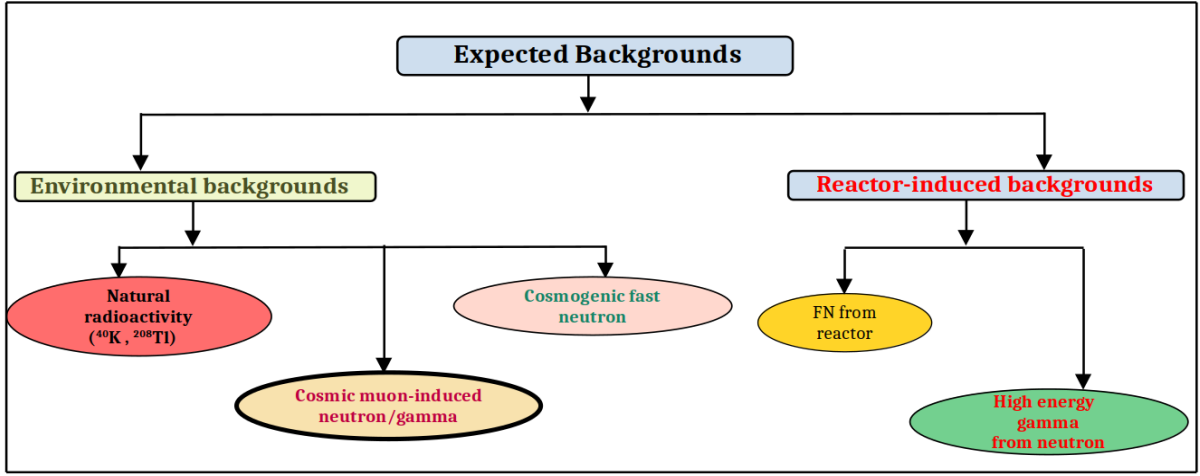 Expected Backgrounds
Environmental backgrounds
Reactor-induced backgrounds
Natural
radioactivity
(⁴⁰K , ²⁰⁸Tl)
Cosmic muon-induced
neutron/gamma
Cosmogenic fast
neutron
FN from
reactor
High energy
gamma
from neutron